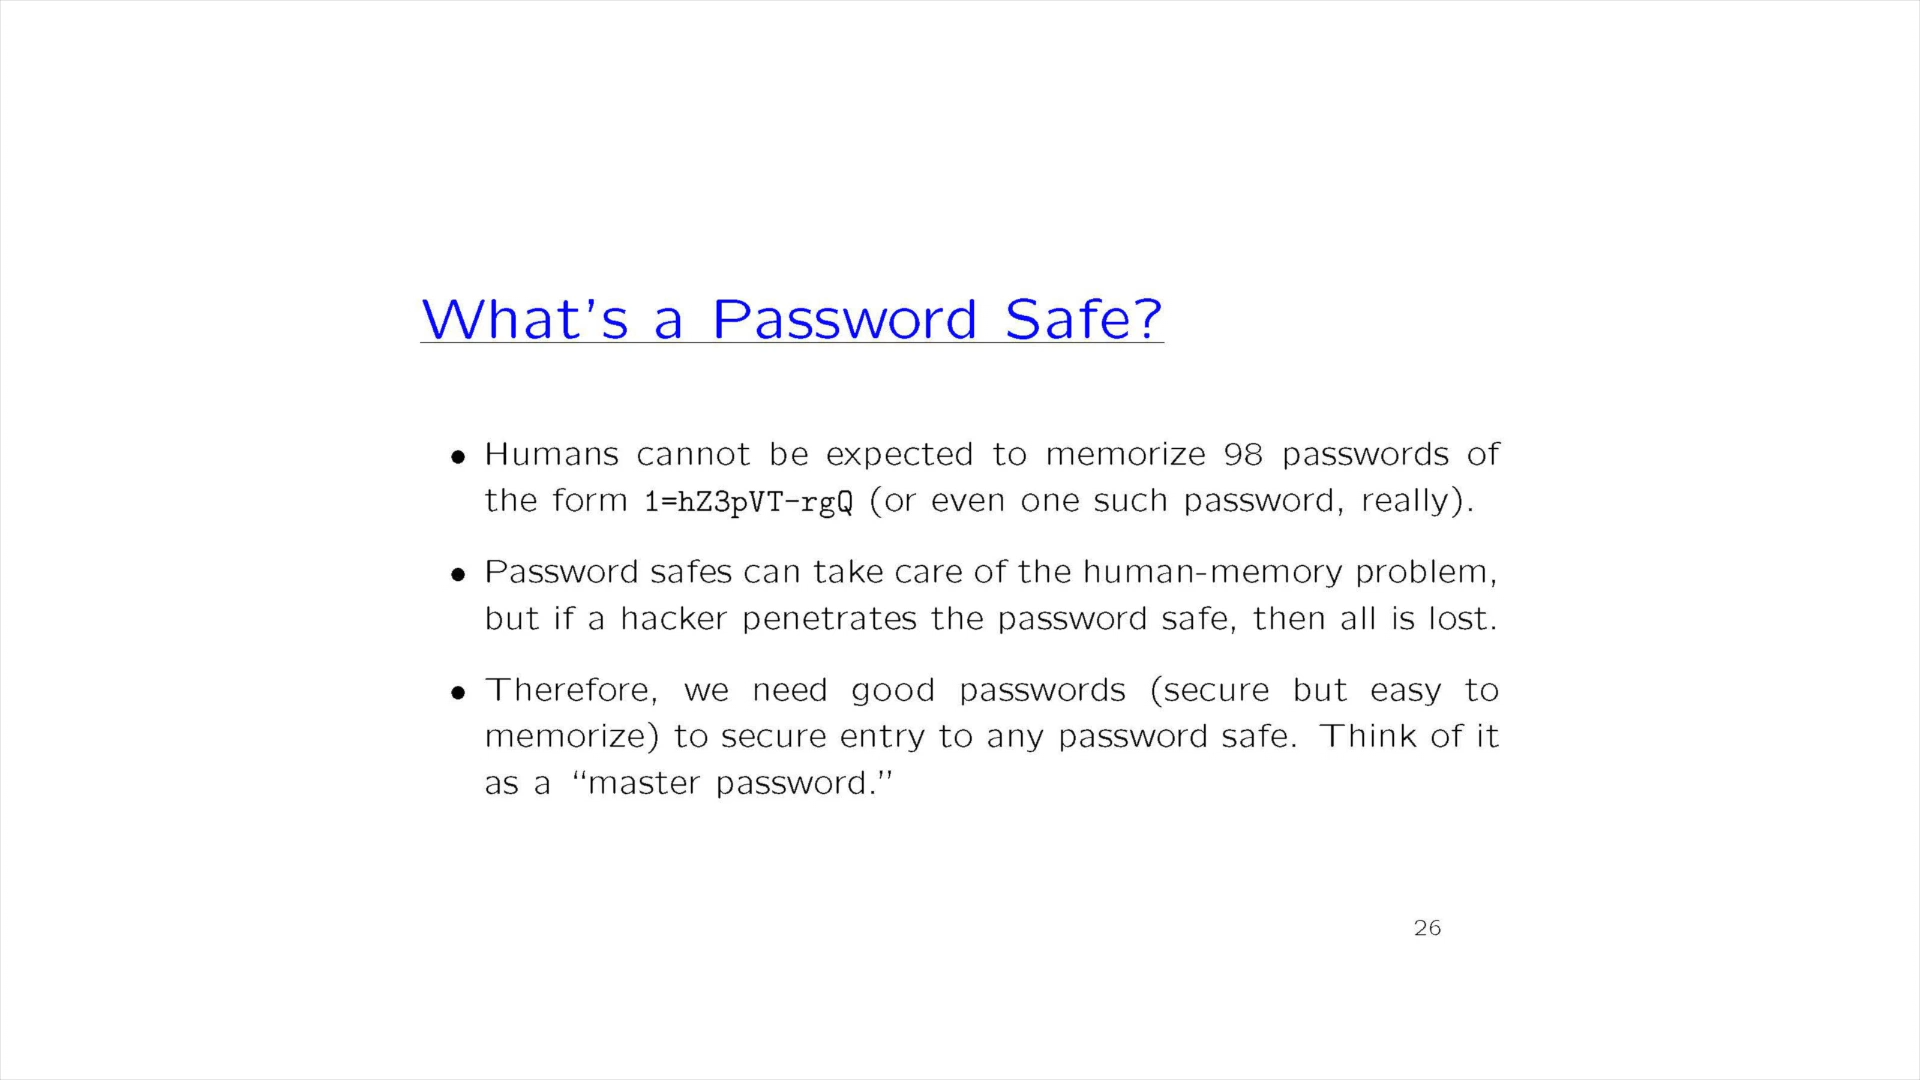 What's a Password Safe?
• Humans cannot be expected to memorize 98 passwords of
the form 1=hZ3pVT-rgQ (or even one such password, really).
• Password safes can take care of the human-memory problem,
but if a hacker penetrates the password safe, then all is lost.
• Therefore, we need good passwords (secure but easy to
memorize) to secure entry to any password safe. Think of it
as a “master password.”
26